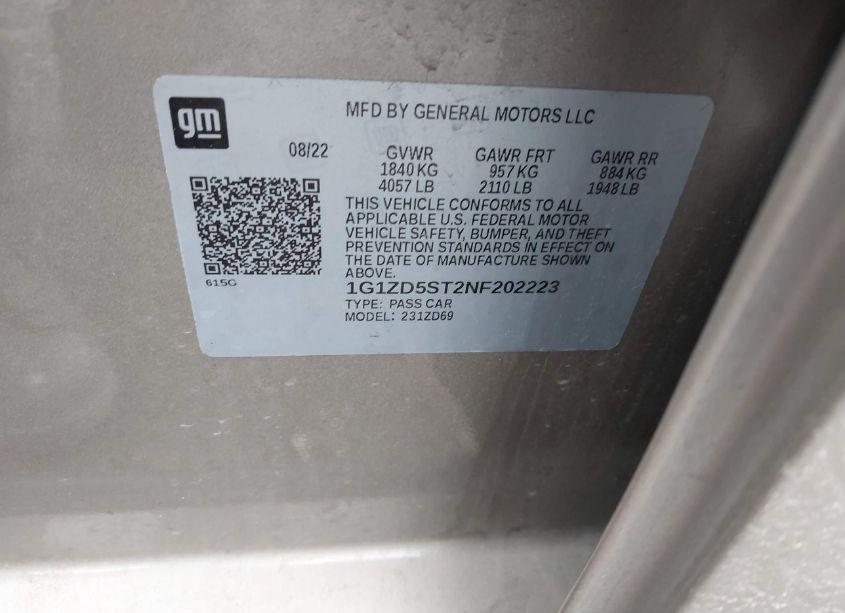 gm
MFD BY GENERAL MOTORS LLC
08/22 GVWR GAWR FRT GAWR RR
1840 KG 957 KG 884 KG
4057 LB 2110 LB 1948 LB
THIS VEHICLE CONFORMS TO ALL
APPLICABLE U.S. FEDERAL MOTOR
VEHICLE SAFETY, BUMPER, AND THEFT
PREVENTION STANDARDS IN EFFECT ON
THE DATE OF MANUFACTURE SHOWN
ABOVE.
615G
1G1ZD5ST2NF202223
TYPE: PASS CAR
MODEL: 231ZD69